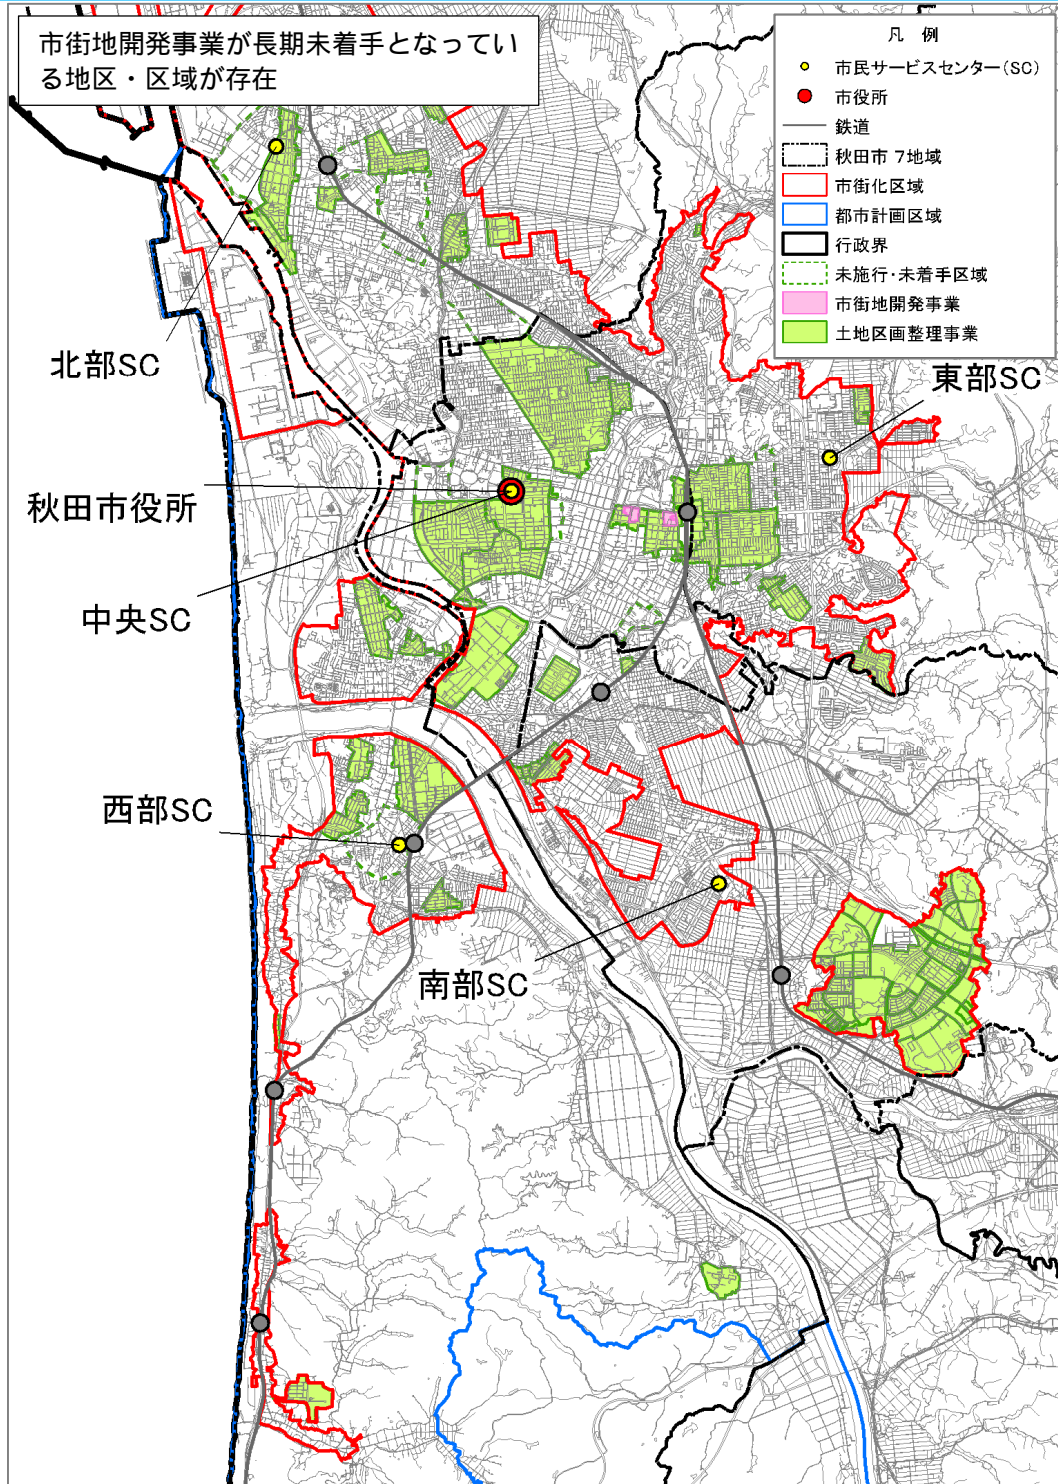 市街地開発事業が長期未着手となってい
る地区・区域が存在
凡 例
市民サービスセンター(SC)
市役所
鉄道
秋田市 7地域
市街化区域
都市計画区域
行政界
未施行・未着手区域
市街地開発事業
土地区画整理事業
北部SC
東部SC
秋田市役所
中央SC
西部SC
南部SC